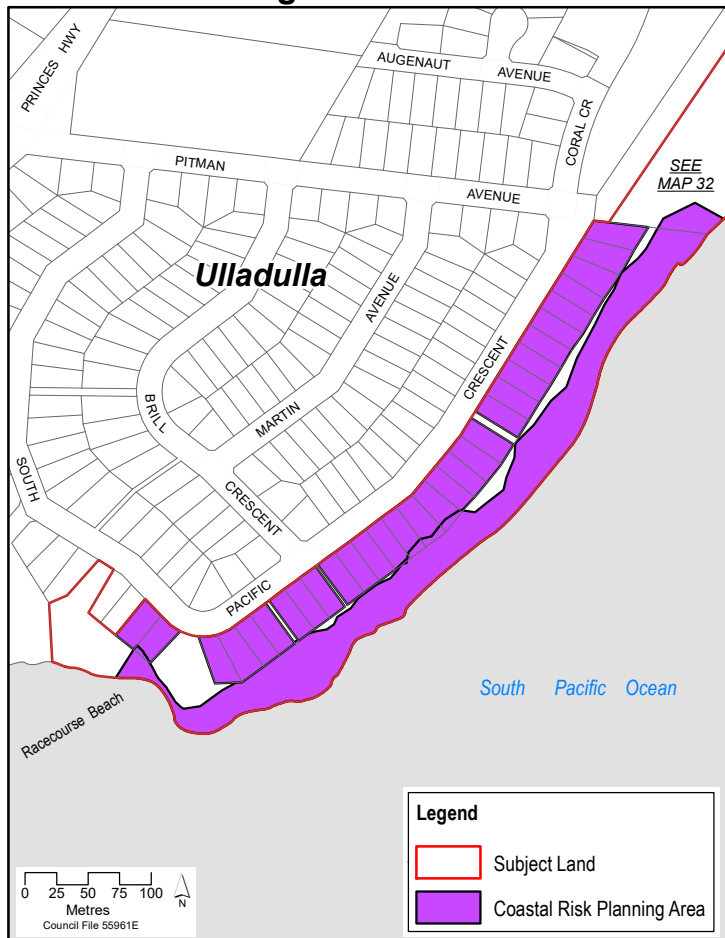 PRINCES HWY
AUGENAUT AVENUE
CORAL CR
SEE
MAP 32
PITMAN AVENUE
Ulladulla
AVENUE
CRESCENT
BRILL
MARTIN
SOUTH
CRESCENT
PACIFIC
Racecourse Beach
South Pacific Ocean
Legend
Subject Land
Coastal Risk Planning Area
0 25 50 75 100
Metres
N
Council File 55961E